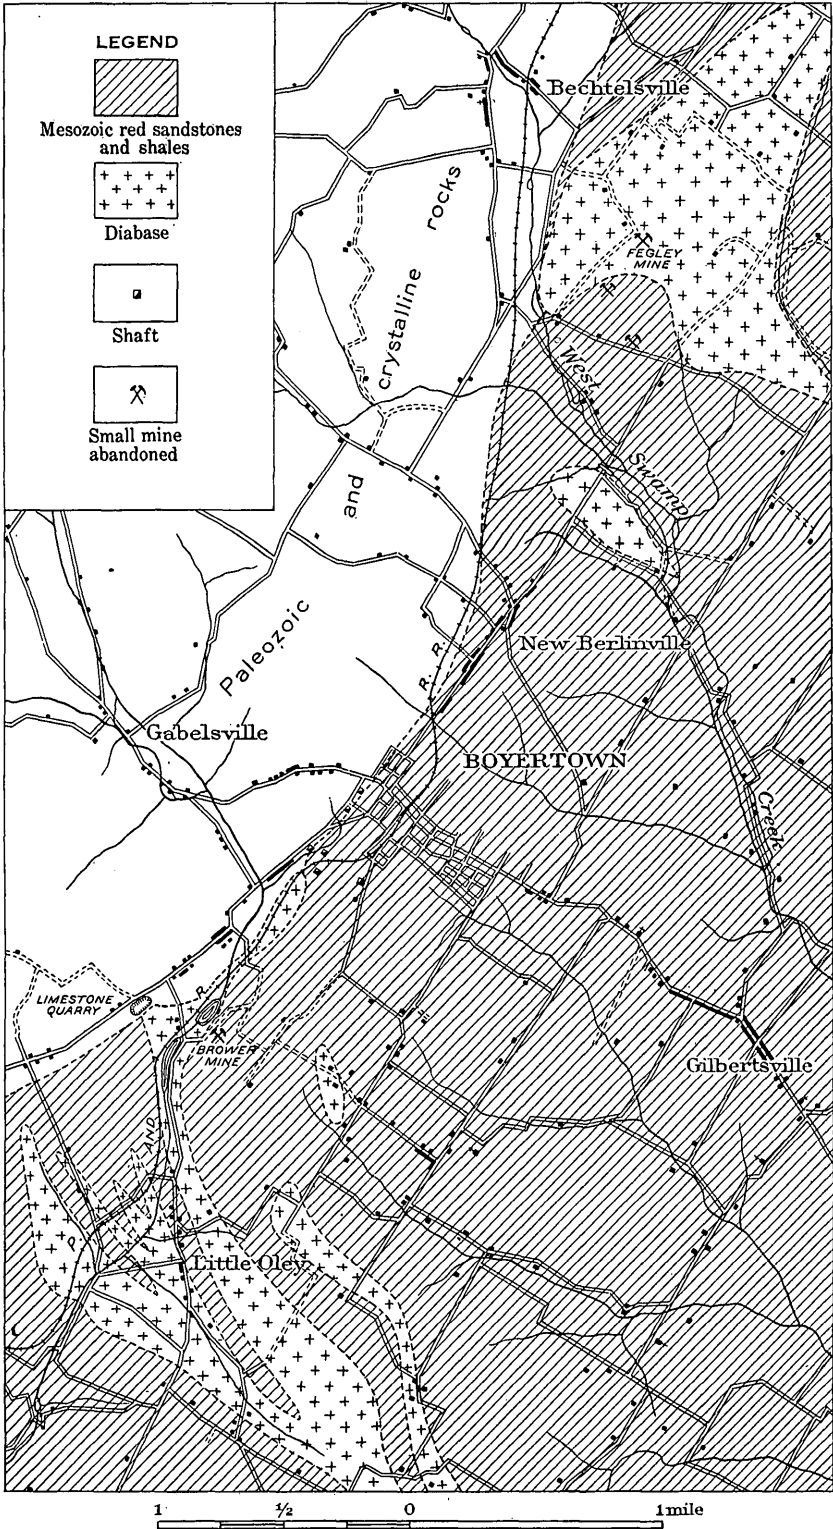 LEGEND
Mesozoic red sandstones
and shales
Diabase
Shaft
Small mine
abandoned
Bechtelsville
Paleozoic and crystalline rocks
FEGLEY
MINE
West Swamp Creek
New Berlinville
R. R.
Gabelsville
BOYERTOWN
LIMESTONE
QUARRY
R.
BROWER
MINE
Gilbertsville
AND
P.
Little Oley
1 ½ 0 1 mile